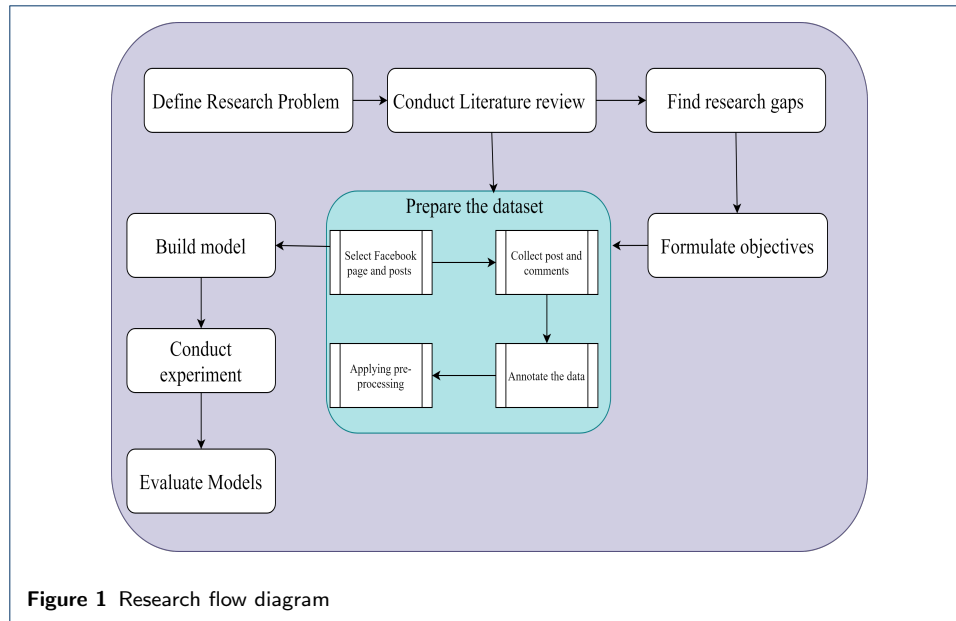 Define Research Problem
Conduct Literature review
Find research gaps
Prepare the dataset
Build model
Select Facebook
page and posts
Collect post and
comments
Formulate objectives
Conduct
experiment
Applying pre-
processing
Annotate the data
Evaluate Models
Figure 1 Research flow diagram